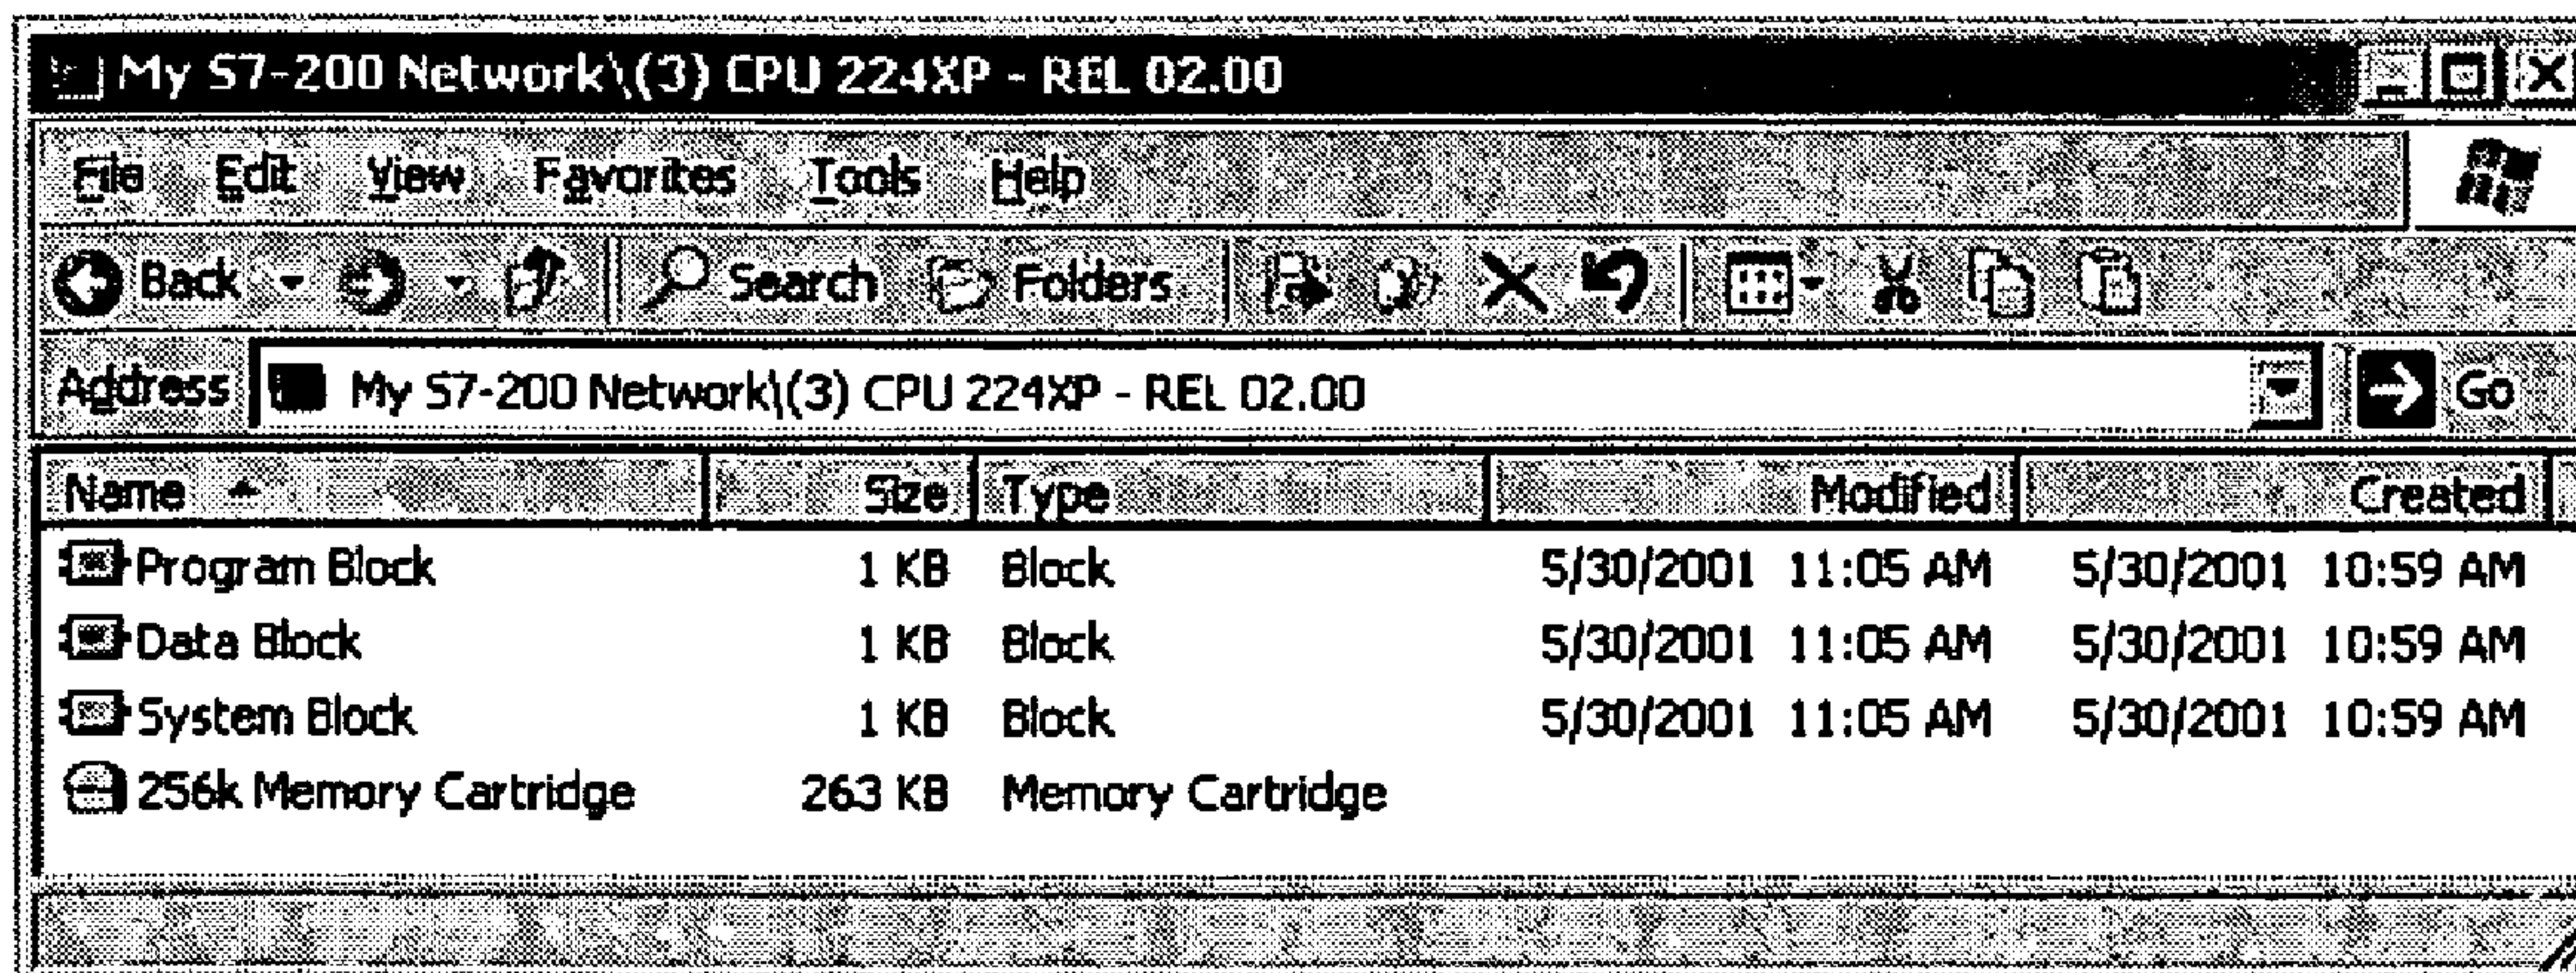 My S7-200 Network\(3) CPU 224XP - REL 02.00
File Edit View Favorites Tools Help
Back Search Folders
Address My S7-200 Network\(3) CPU 224XP - REL 02.00 Go
Name Size Type Modified Created
Program Block 1 KB Block 5/30/2001 11:05 AM 5/30/2001 10:59 AM
Data Block 1 KB Block 5/30/2001 11:05 AM 5/30/2001 10:59 AM
System Block 1 KB Block 5/30/2001 11:05 AM 5/30/2001 10:59 AM
256k Memory Cartridge 263 KB Memory Cartridge